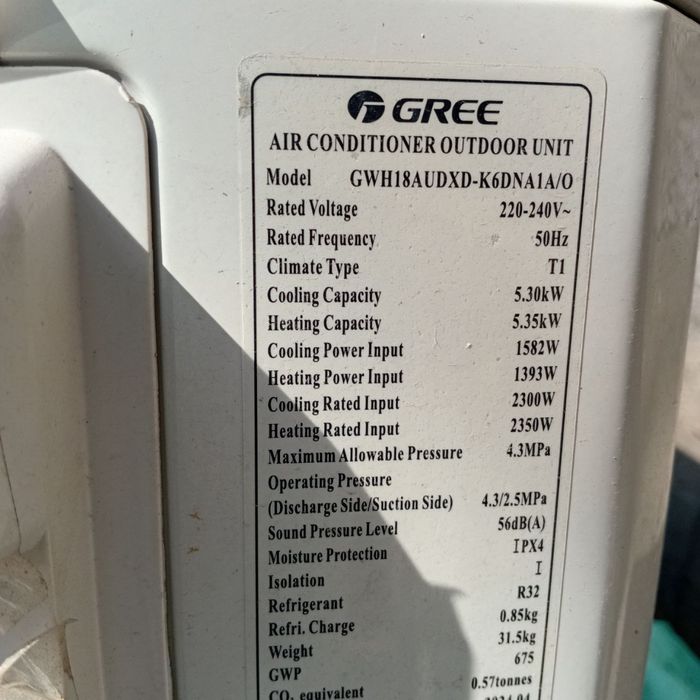 GREE
AIR CONDITIONER OUTDOOR UNIT
Model GWH18AUDXD-K6DNA1A/O
Rated Voltage 220-240V~
Rated Frequency 50Hz
Climate Type T1
Cooling Capacity 5.30kW
Heating Capacity 5.35kW
Cooling Power Input 1582W
Heating Power Input 1393W
Cooling Rated Input 2300W
Heating Rated Input 2350W
Maximum Allowable Pressure 4.3MPa
Operating Pressure
(Discharge Side/Suction Side) 4.3/2.5MPa
Sound Pressure Level 56dB(A)
Moisture Protection IPX4
Isolation I
Refrigerant R32
Refri. Charge 0.85kg
Weight 31.5kg
GWP 675
CO₂ equivalent 0.57tonnes